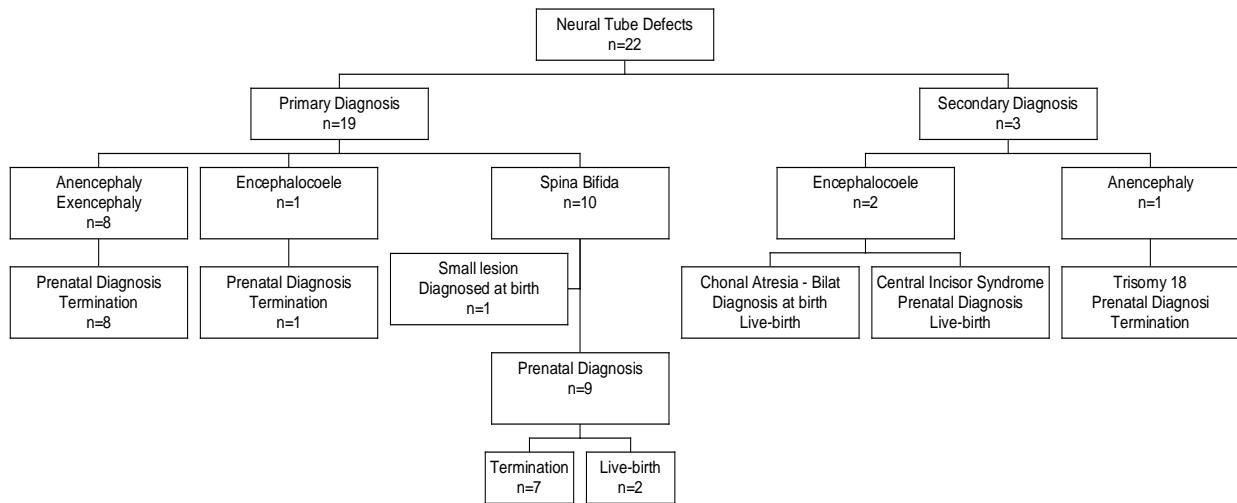 Neural Tube Defects
n=22
Primary Diagnosis
n=19
Secondary Diagnosis
n=3
Anencephaly
Exencephaly
n=8
Encephalocoele
n=1
Spina Bifida
n=10
Encephalocoele
n=2
Anencephaly
n=1
Prenatal Diagnosis
Termination
n=8
Prenatal Diagnosis
Termination
n=1
Small lesion
Diagnosed at birth
n=1
Chonal Atresia - Bilat
Diagnosis at birth
Live-birth
Central Incisor Syndrome
Prenatal Diagnosis
Live-birth
Trisomy 18
Prenatal Diagnosi
Termination
Prenatal Diagnosis
n=9
Termination
n=7
Live-birth
n=2